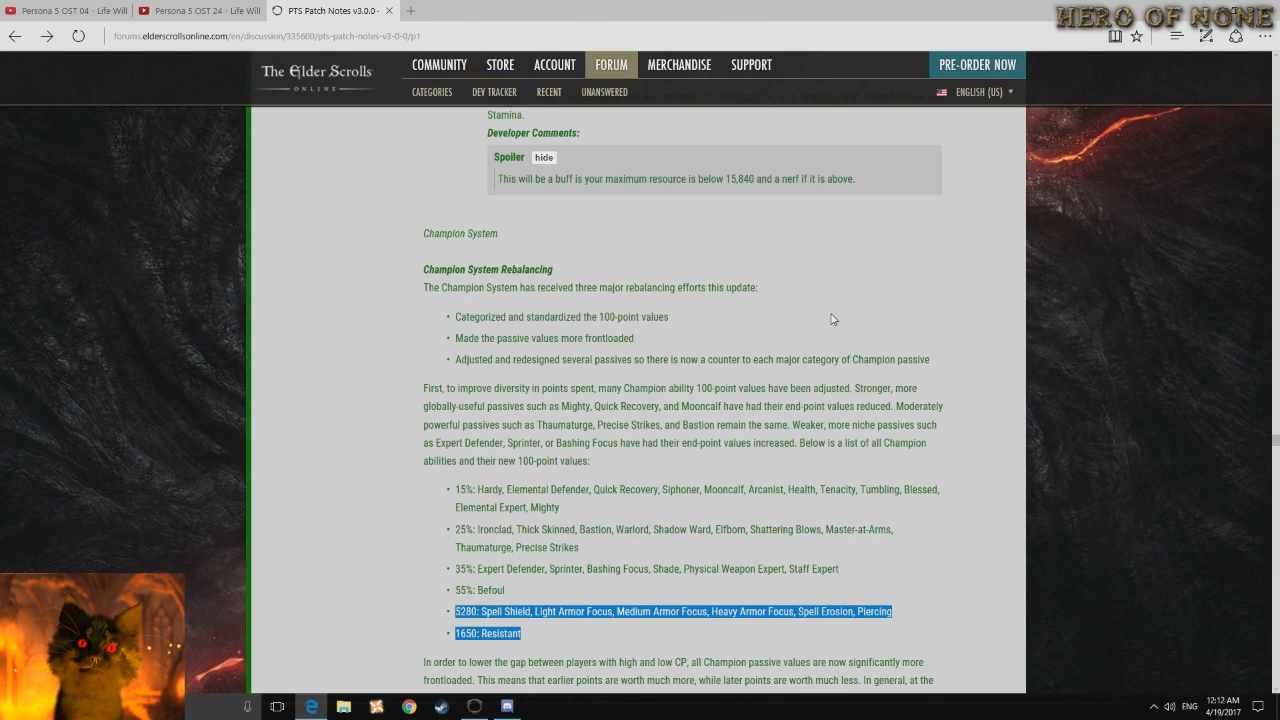 Persona 5 OST 04 - Life Will
Persona 5 OST 24 - Life Will
PTS Patch Notes v3.0.0 -
HERO OF NONE
forums.elderscrollsonline.com/en/discussion/335600/pts-patch-notes-v3-0-0/p1
The Elder Scrolls
ONLINE
COMMUNITY STORE ACCOUNT FORUM MERCHANDISE SUPPORT PRE-ORDER NOW
CATEGORIES DEV TRACKER RECENT UNANSWERED ENGLISH (US)
Stamina.
Developer Comments:
Spoiler hide
This will be a buff is your maximum resource is below 15,840 and a nerf if it is above.
Champion System
Champion System Rebalancing
The Champion System has received three major rebalancing efforts this update:
• Categorized and standardized the 100-point values
• Made the passive values more frontloaded
• Adjusted and redesigned several passives so there is now a counter to each major category of Champion passive
First, to improve diversity in points spent, many Champion ability 100-point values have been adjusted. Stronger, more
globally-useful passives such as Mighty, Quick Recovery, and Mooncalf have had their end-point values reduced. Moderately
powerful passives such as Thaumaturge, Precise Strikes, and Bastion remain the same. Weaker, more niche passives such
as Expert Defender, Sprinter, or Bashing Focus have had their end-point values increased. Below is a list of all Champion
abilities and their new 100-point values:
• 15%: Hardy, Elemental Defender, Quick Recovery, Siphoner, Mooncalf, Arcanist, Health, Tenacity, Tumbling, Blessed,
Elemental Expert, Mighty
• 25%: Ironclad, Thick Skinned, Bastion, Warlord, Shadow Ward, Elfborn, Shattering Blows, Master-at-Arms,
Thaumaturge, Precise Strikes
• 35%: Expert Defender, Sprinter, Bashing Focus, Shade, Physical Weapon Expert, Staff Expert
• 55%: Befoul
• 5280: Spell Shield, Light Armor Focus, Medium Armor Focus, Heavy Armor Focus, Spell Erosion, Piercing
• 1650: Resistant
In order to lower the gap between players with high and low CP, all Champion passive values are now significantly more
frontloaded. This means that earlier points are worth much more, while later points are worth much less. In general, at the
ENG
12:12 AM
4/19/2017